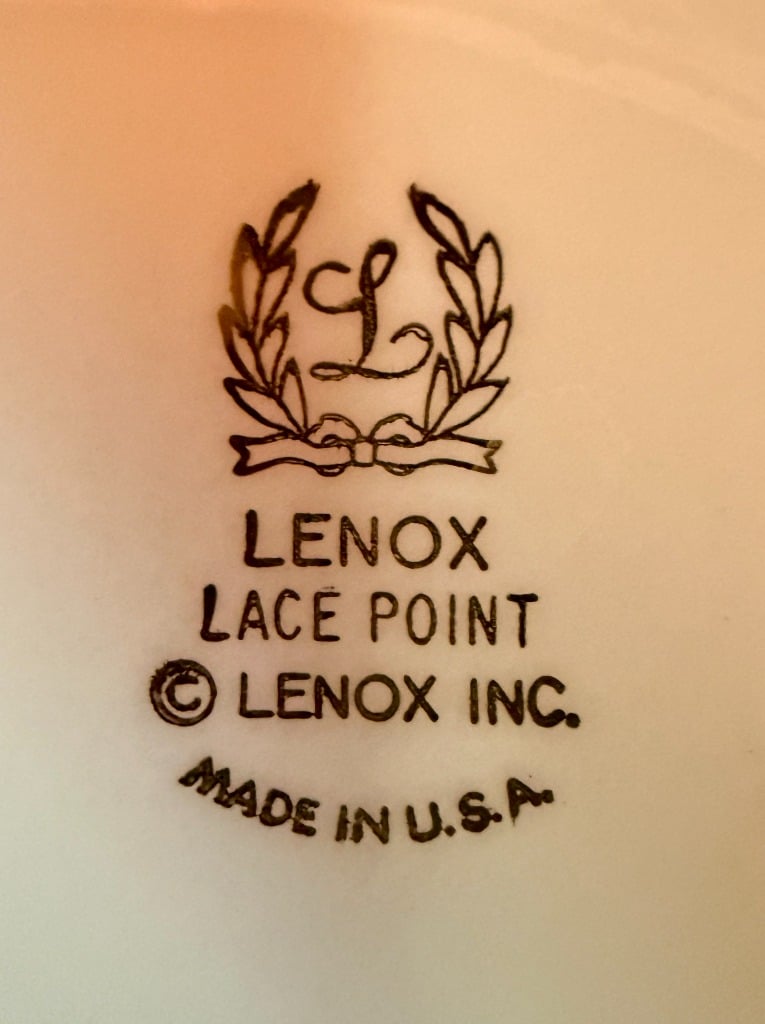 L
LENOX
LACE POINT
© LENOX INC.
MADE IN U.S.A.